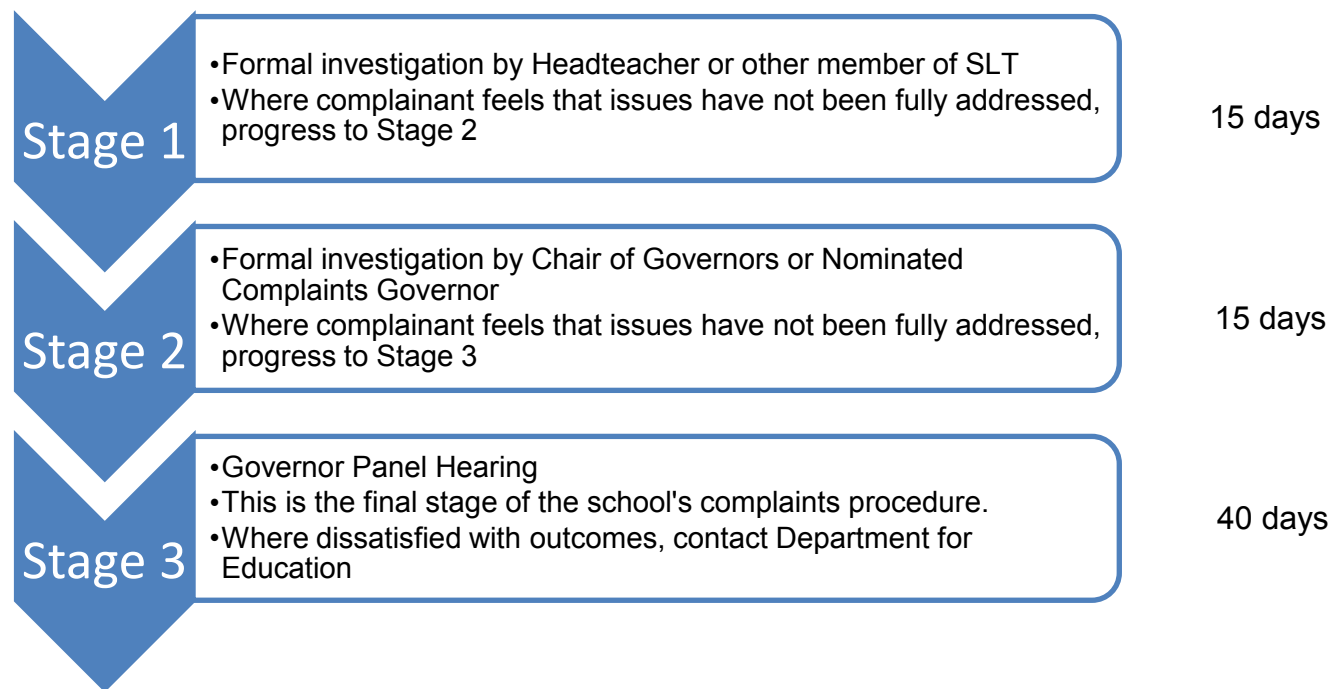 Stage 1
•Formal investigation by Headteacher or other member of SLT
•Where complainant feels that issues have not been fully addressed,
progress to Stage 2
15 days
Stage 2
•Formal investigation by Chair of Governors or Nominated
Complaints Governor
•Where complainant feels that issues have not been fully addressed,
progress to Stage 3
15 days
Stage 3
•Governor Panel Hearing
•This is the final stage of the school's complaints procedure.
•Where dissatisfied with outcomes, contact Department for
Education
40 days